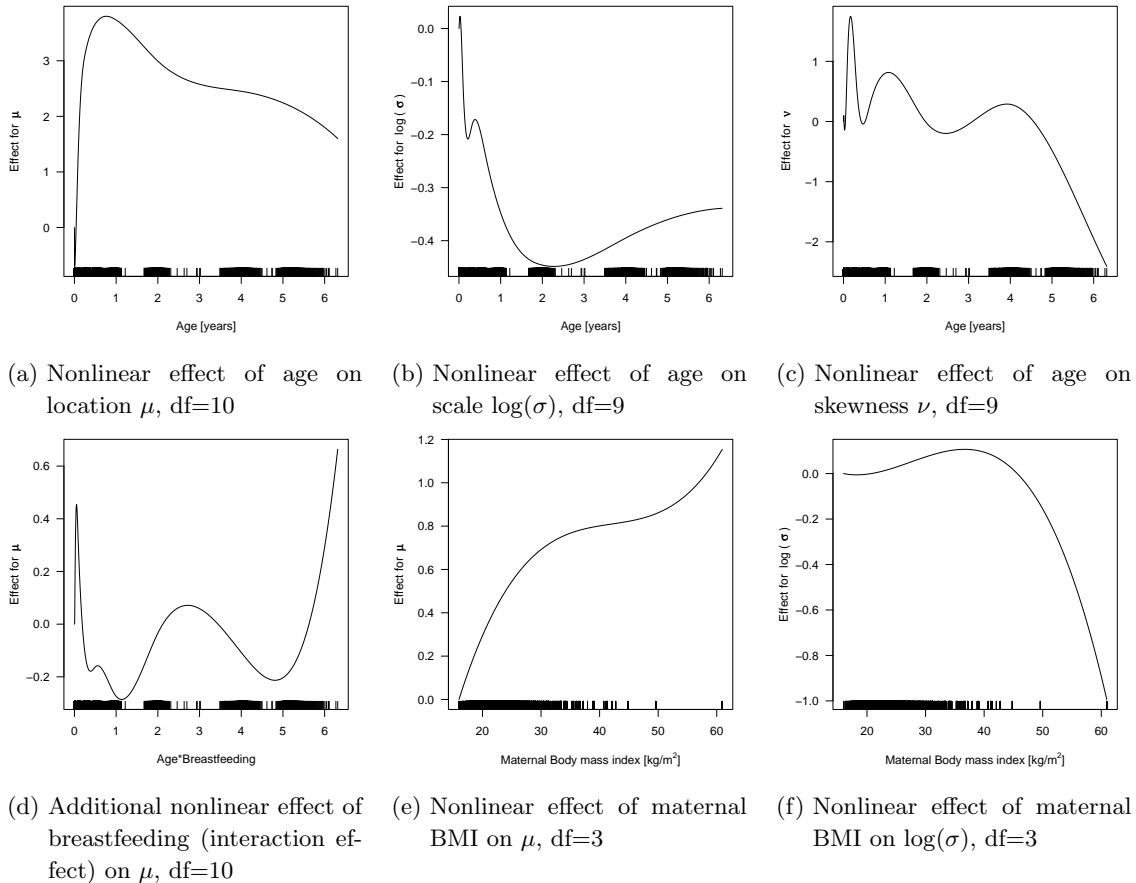 0
1
2
3
Effect for μ
0 1 2 3 4 5 6
Age [years]
0.0
−0.1
−0.2
−0.3
−0.4
Effect for log( σ )
0 1 2 3 4 5 6
Age [years]
1
0
−1
−2
Effect for ν
0 1 2 3 4 5 6
Age [years]
(a) Nonlinear effect of age on
location μ, df=10
(b) Nonlinear effect of age on
scale log(σ), df=9
(c) Nonlinear effect of age on
skewness ν, df=9
0.6
0.4
0.2
0.0
−0.2
Effect for μ
0 1 2 3 4 5 6
Age*Breastfeeding
1.2
1.0
0.8
0.6
0.4
0.2
0.0
Effect for μ
20 30 40 50 60
Maternal Body mass index [kg/m²]
0.0
−0.2
−0.4
−0.6
−0.8
−1.0
Effect for log( σ )
20 30 40 50 60
Maternal Body mass index [kg/m²]
(d) Additional nonlinear effect of
breastfeeding (interaction ef-
fect) on μ, df=10
(e) Nonlinear effect of maternal
BMI on μ, df=3
(f) Nonlinear effect of maternal
BMI on log(σ), df=3